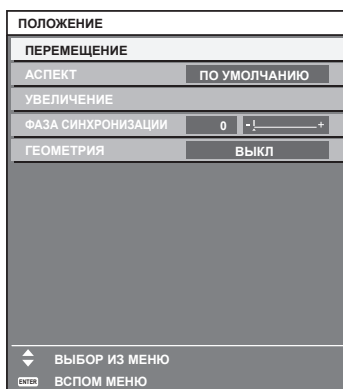 ПОЛОЖЕНИЕ
ПЕРЕМЕЩЕНИЕ
АСПЕКТ ПО УМОЛЧАНИЮ
УВЕЛИЧЕНИЕ
ФАЗА СИНХРОНИЗАЦИИ 0 - +
ГЕОМЕТРИЯ ВЫКЛ
ВЫБОР ИЗ МЕНЮ
ENTER ВСПОМ МЕНЮ